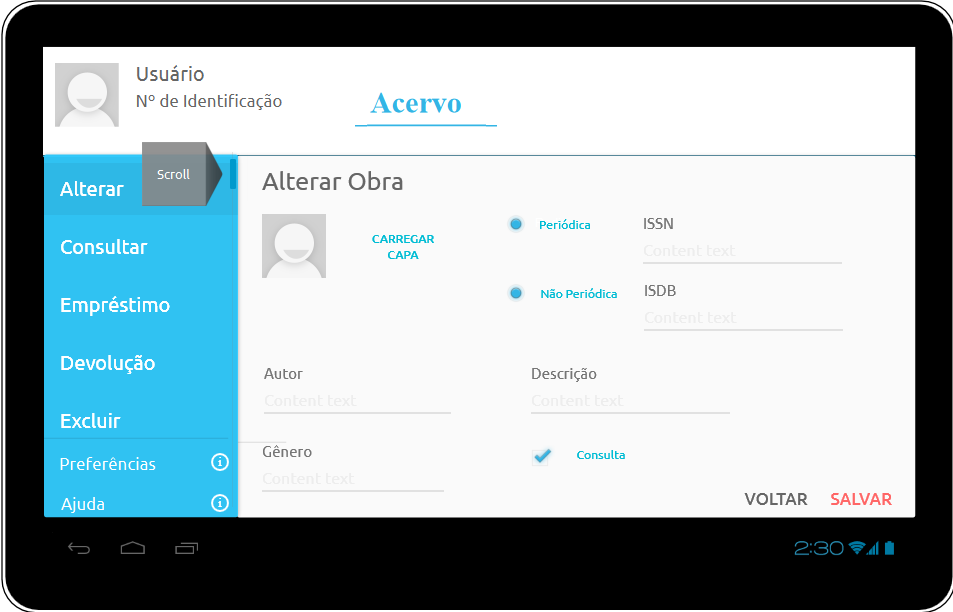 Usuário
Nº de Identificação
Acervo
Scroll
Alterar
Consultar
Empréstimo
Devolução
Excluir
Preferências
Ajuda
Alterar Obra
CARREGAR
CAPA
Periódica
ISSN
Content text
Não Periódica
ISDB
Content text
Autor
Content text
Descrição
Content text
Gênero
Content text
Consulta
VOLTAR
SALVAR
2:30